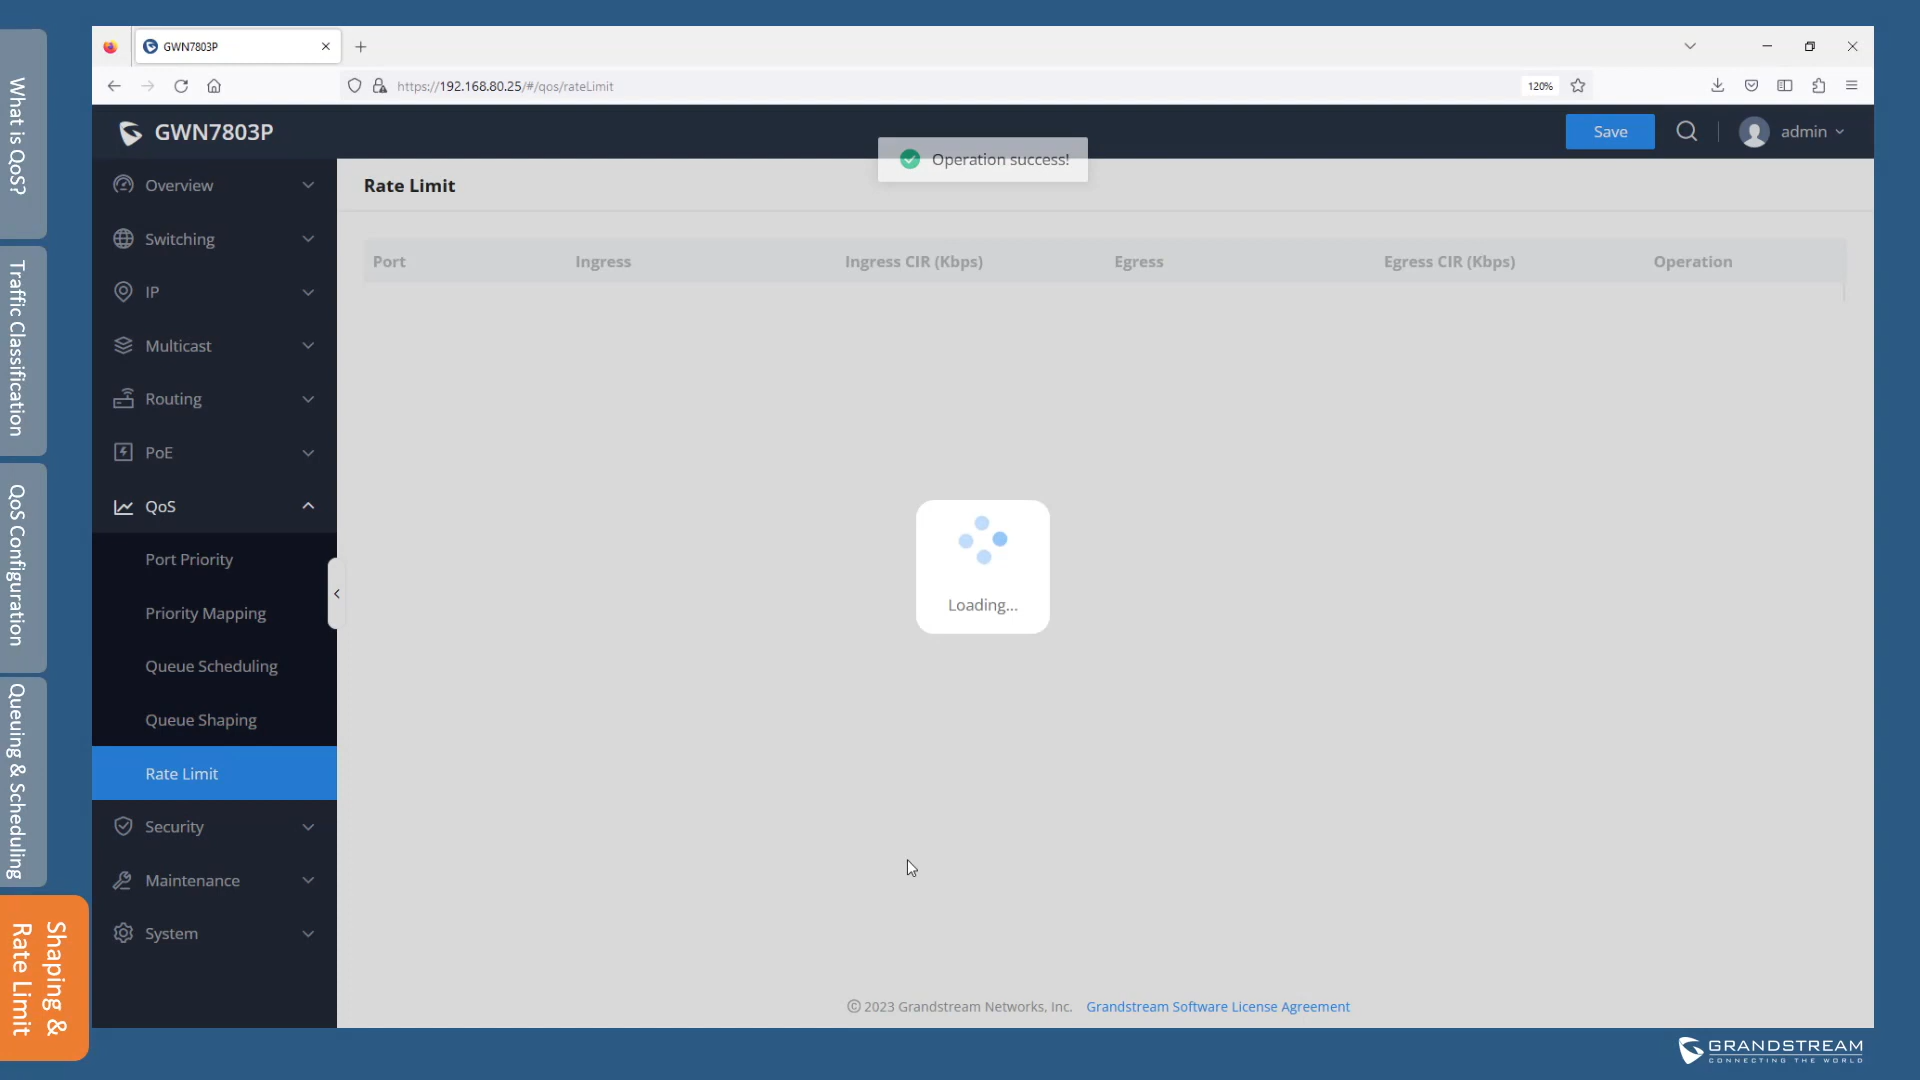 What is QoS?
Traffic Classification
QoS Configuration
Queuing & Scheduling
Shaping &
Rate Limit
GWN7803P
https://192.168.80.25/#/qos/rateLimit
120%
GWN7803P
Save
admin
Operation success!
Overview
Switching
IP
Multicast
Routing
PoE
QoS
Port Priority
Priority Mapping
Queue Scheduling
Queue Shaping
Rate Limit
Security
Maintenance
System
Rate Limit
Port Ingress Ingress CIR (Kbps) Egress Egress CIR (Kbps) Operation
Loading...
© 2023 Grandstream Networks, Inc. Grandstream Software License Agreement
GRANDSTREAM
CONNECTING THE WORLD